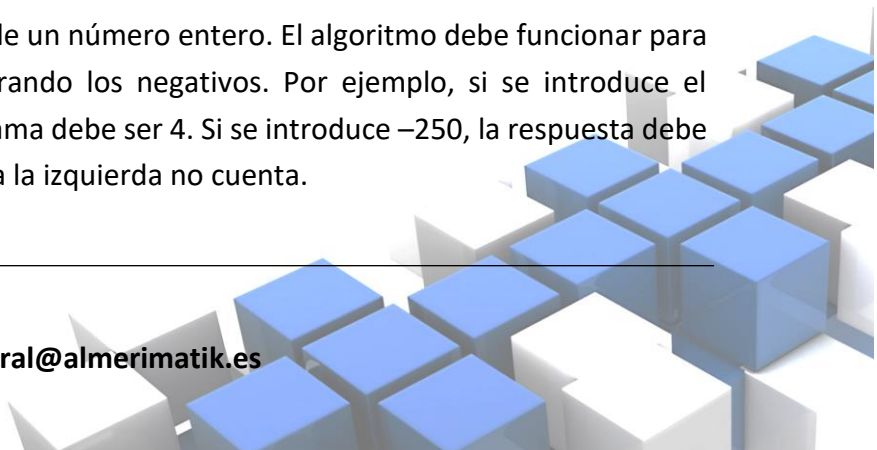 de un número entero. El algoritmo debe funcionar para
rando los negativos. Por ejemplo, si se introduce el
ama debe ser 4. Si se introduce –250, la respuesta debe
a la izquierda no cuenta.
ral@almerimatik.es